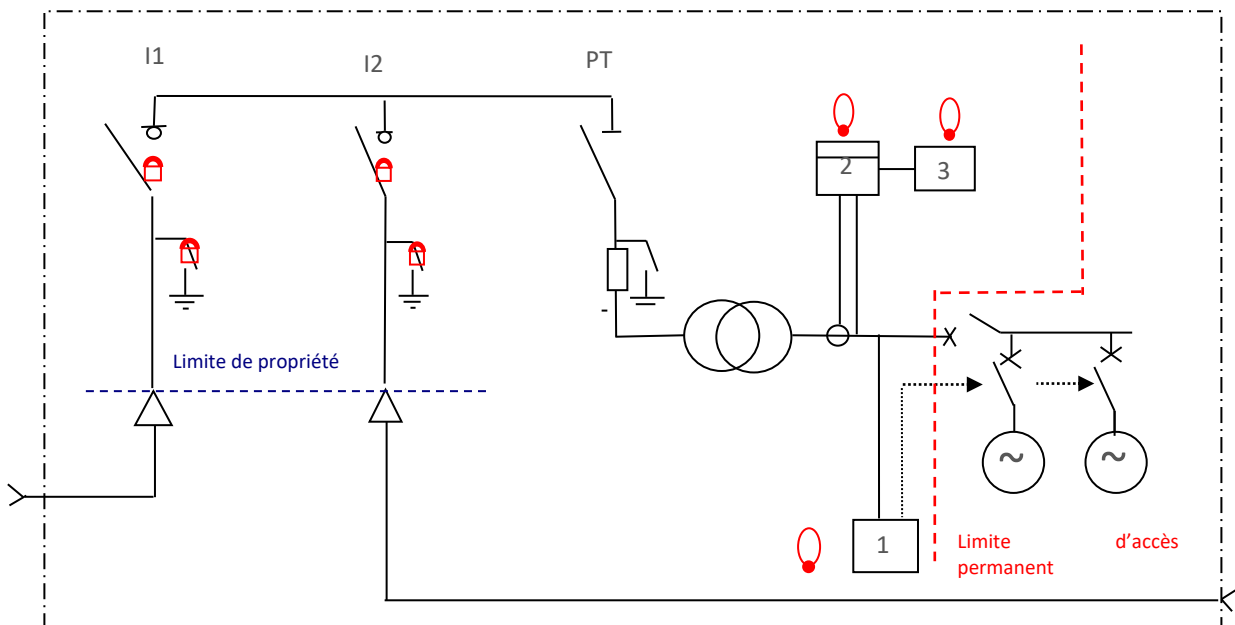 I1
I2
PT
2
3
Limite de propriété
~
~
1
Limite d'accès
permanent